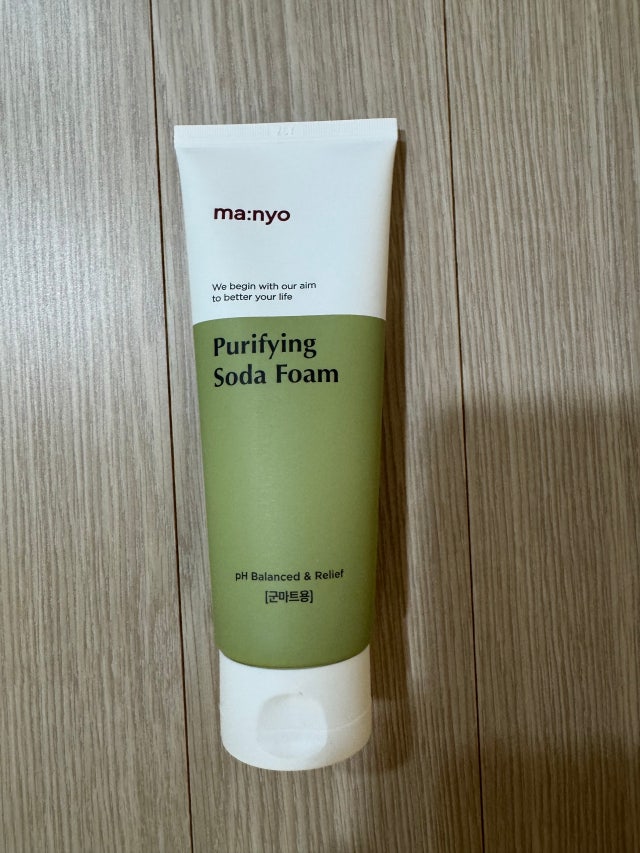 ma:nyo
We begin with our aim
to better your life
Purifying
Soda Foam
pH Balanced & Relief
[군마트용]